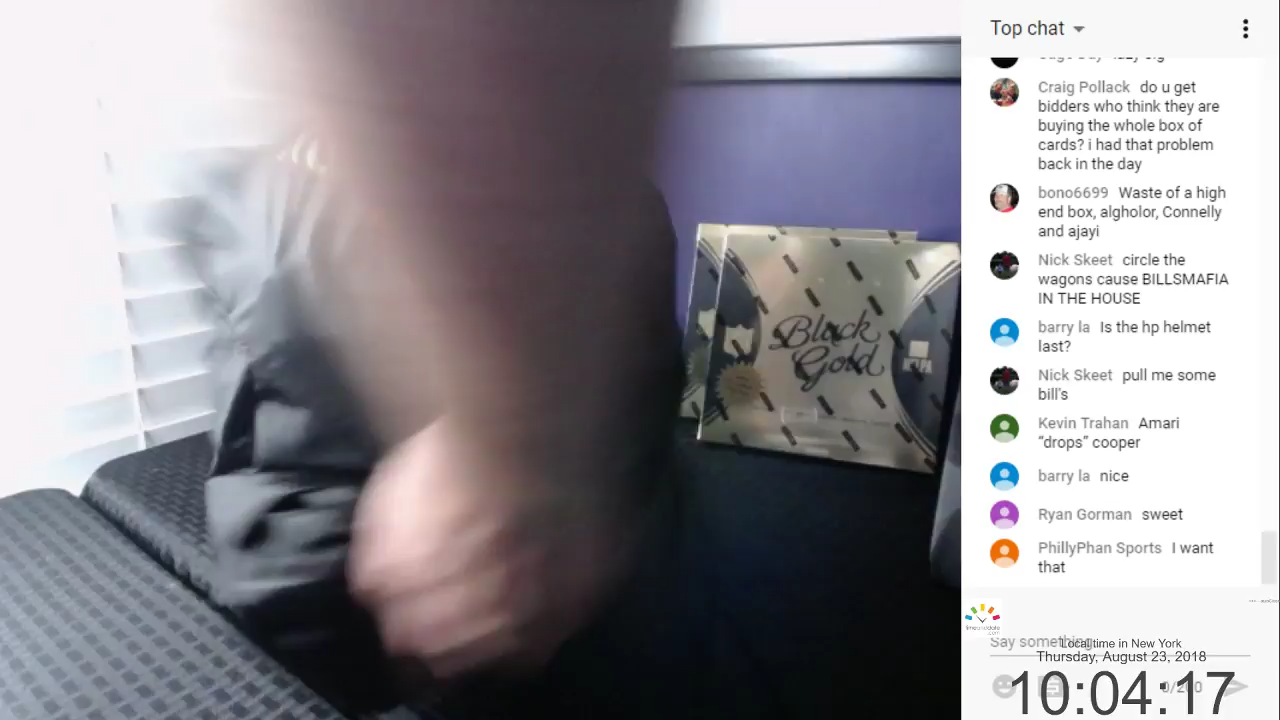 Top chat
Craig Pollack do u get
bidders who think they are
buying the whole box of
cards? i had that problem
back in the day
bono6699 Waste of a high
end box, algholor, Connelly
and ajayi
Nick Skeet circle the
wagons cause BILLSMAFIA
IN THE HOUSE
barry la Is the hp helmet
last?
Nick Skeet pull me some
bill's
Kevin Trahan Amari
“drops” cooper
barry la nice
Ryan Gorman sweet
PhillyPhan Sports I want
that
Say something
Local time in New York
Thursday, August 23, 2018
0/200
10:04.17
Black
Gold